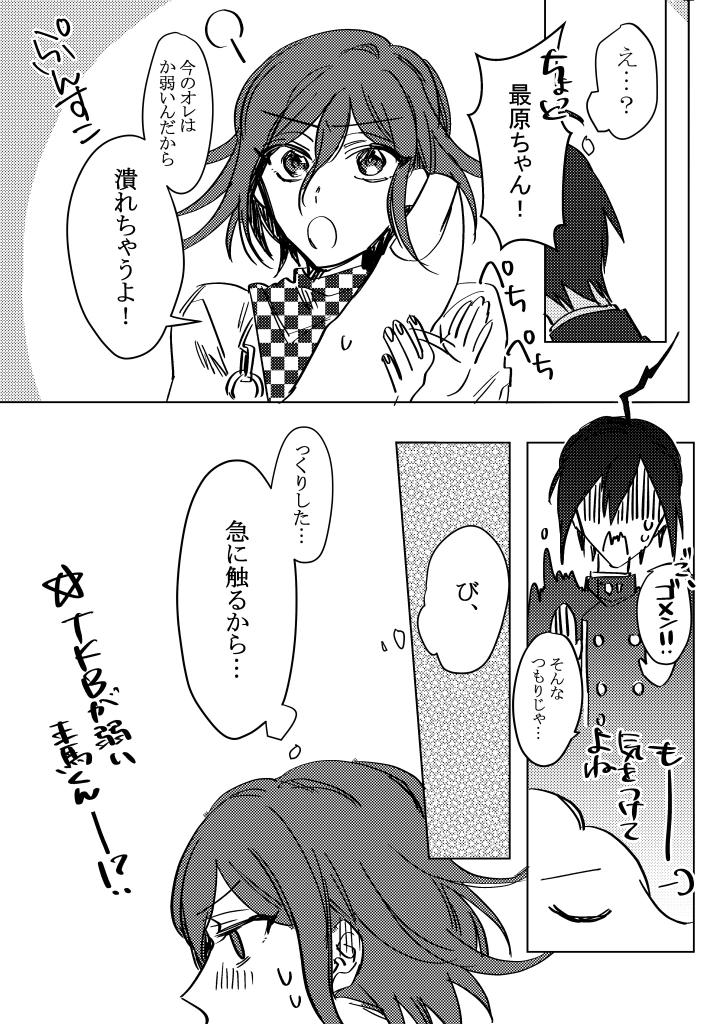 え…？
ちょっと
最原ちゃん！
ぺち
ぺち
今のオレは
か弱いんだから
潰れちゃうよ！
ぷんすこ
ゴメン!!
そんな
つもりじゃ…
もー
気をつけて
よね
び、
っくりした…
急に触るから…
☆TKBが弱い
王馬くんー!?